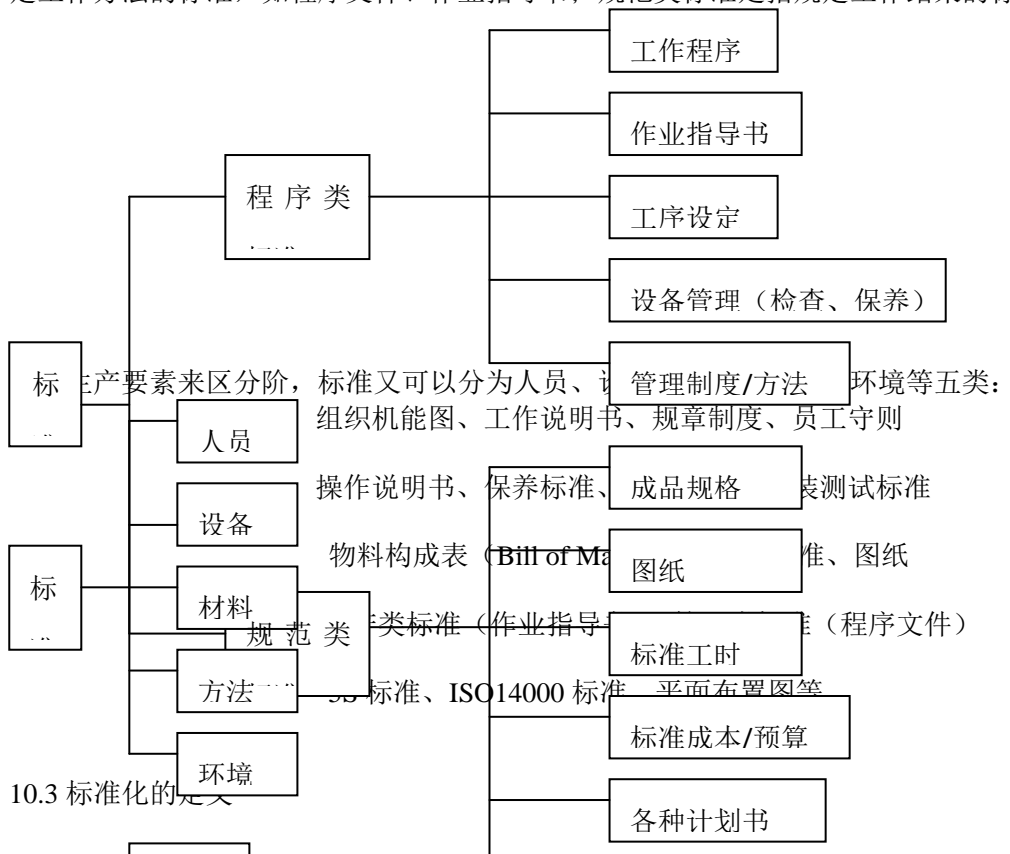 工作程序
作业指导书
程序类
工序设定
设备管理（检查、保养）
标
生产要素来区分阶，标准又可以分为人员、
管理制度/方法
环境等五类：
组织机能图、工作说明书、规章制度、员工守则
人员
操作说明书、保养标准、
成品规格
装测试标准
设备
物料构成表（Bill of Ma
图纸
准、图纸
标
材料
规范类
类标准（作业指导
（程序文件）
标准工时
方法
5S 标准、ISO14000 标准、平面布置图等
标准成本/预算
环境
10.3 标准化的定义
各种计划书